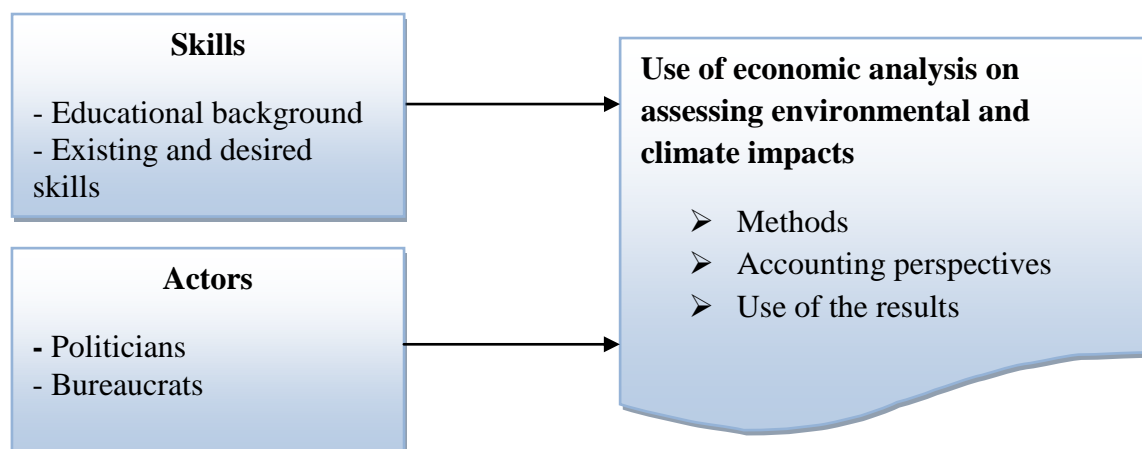 Skills
- Educational background
- Existing and desired
skills
Actors
- Politicians
- Bureaucrats
Use of economic analysis on
assessing environmental and
climate impacts
➢ Methods
➢ Accounting perspectives
➢ Use of the results